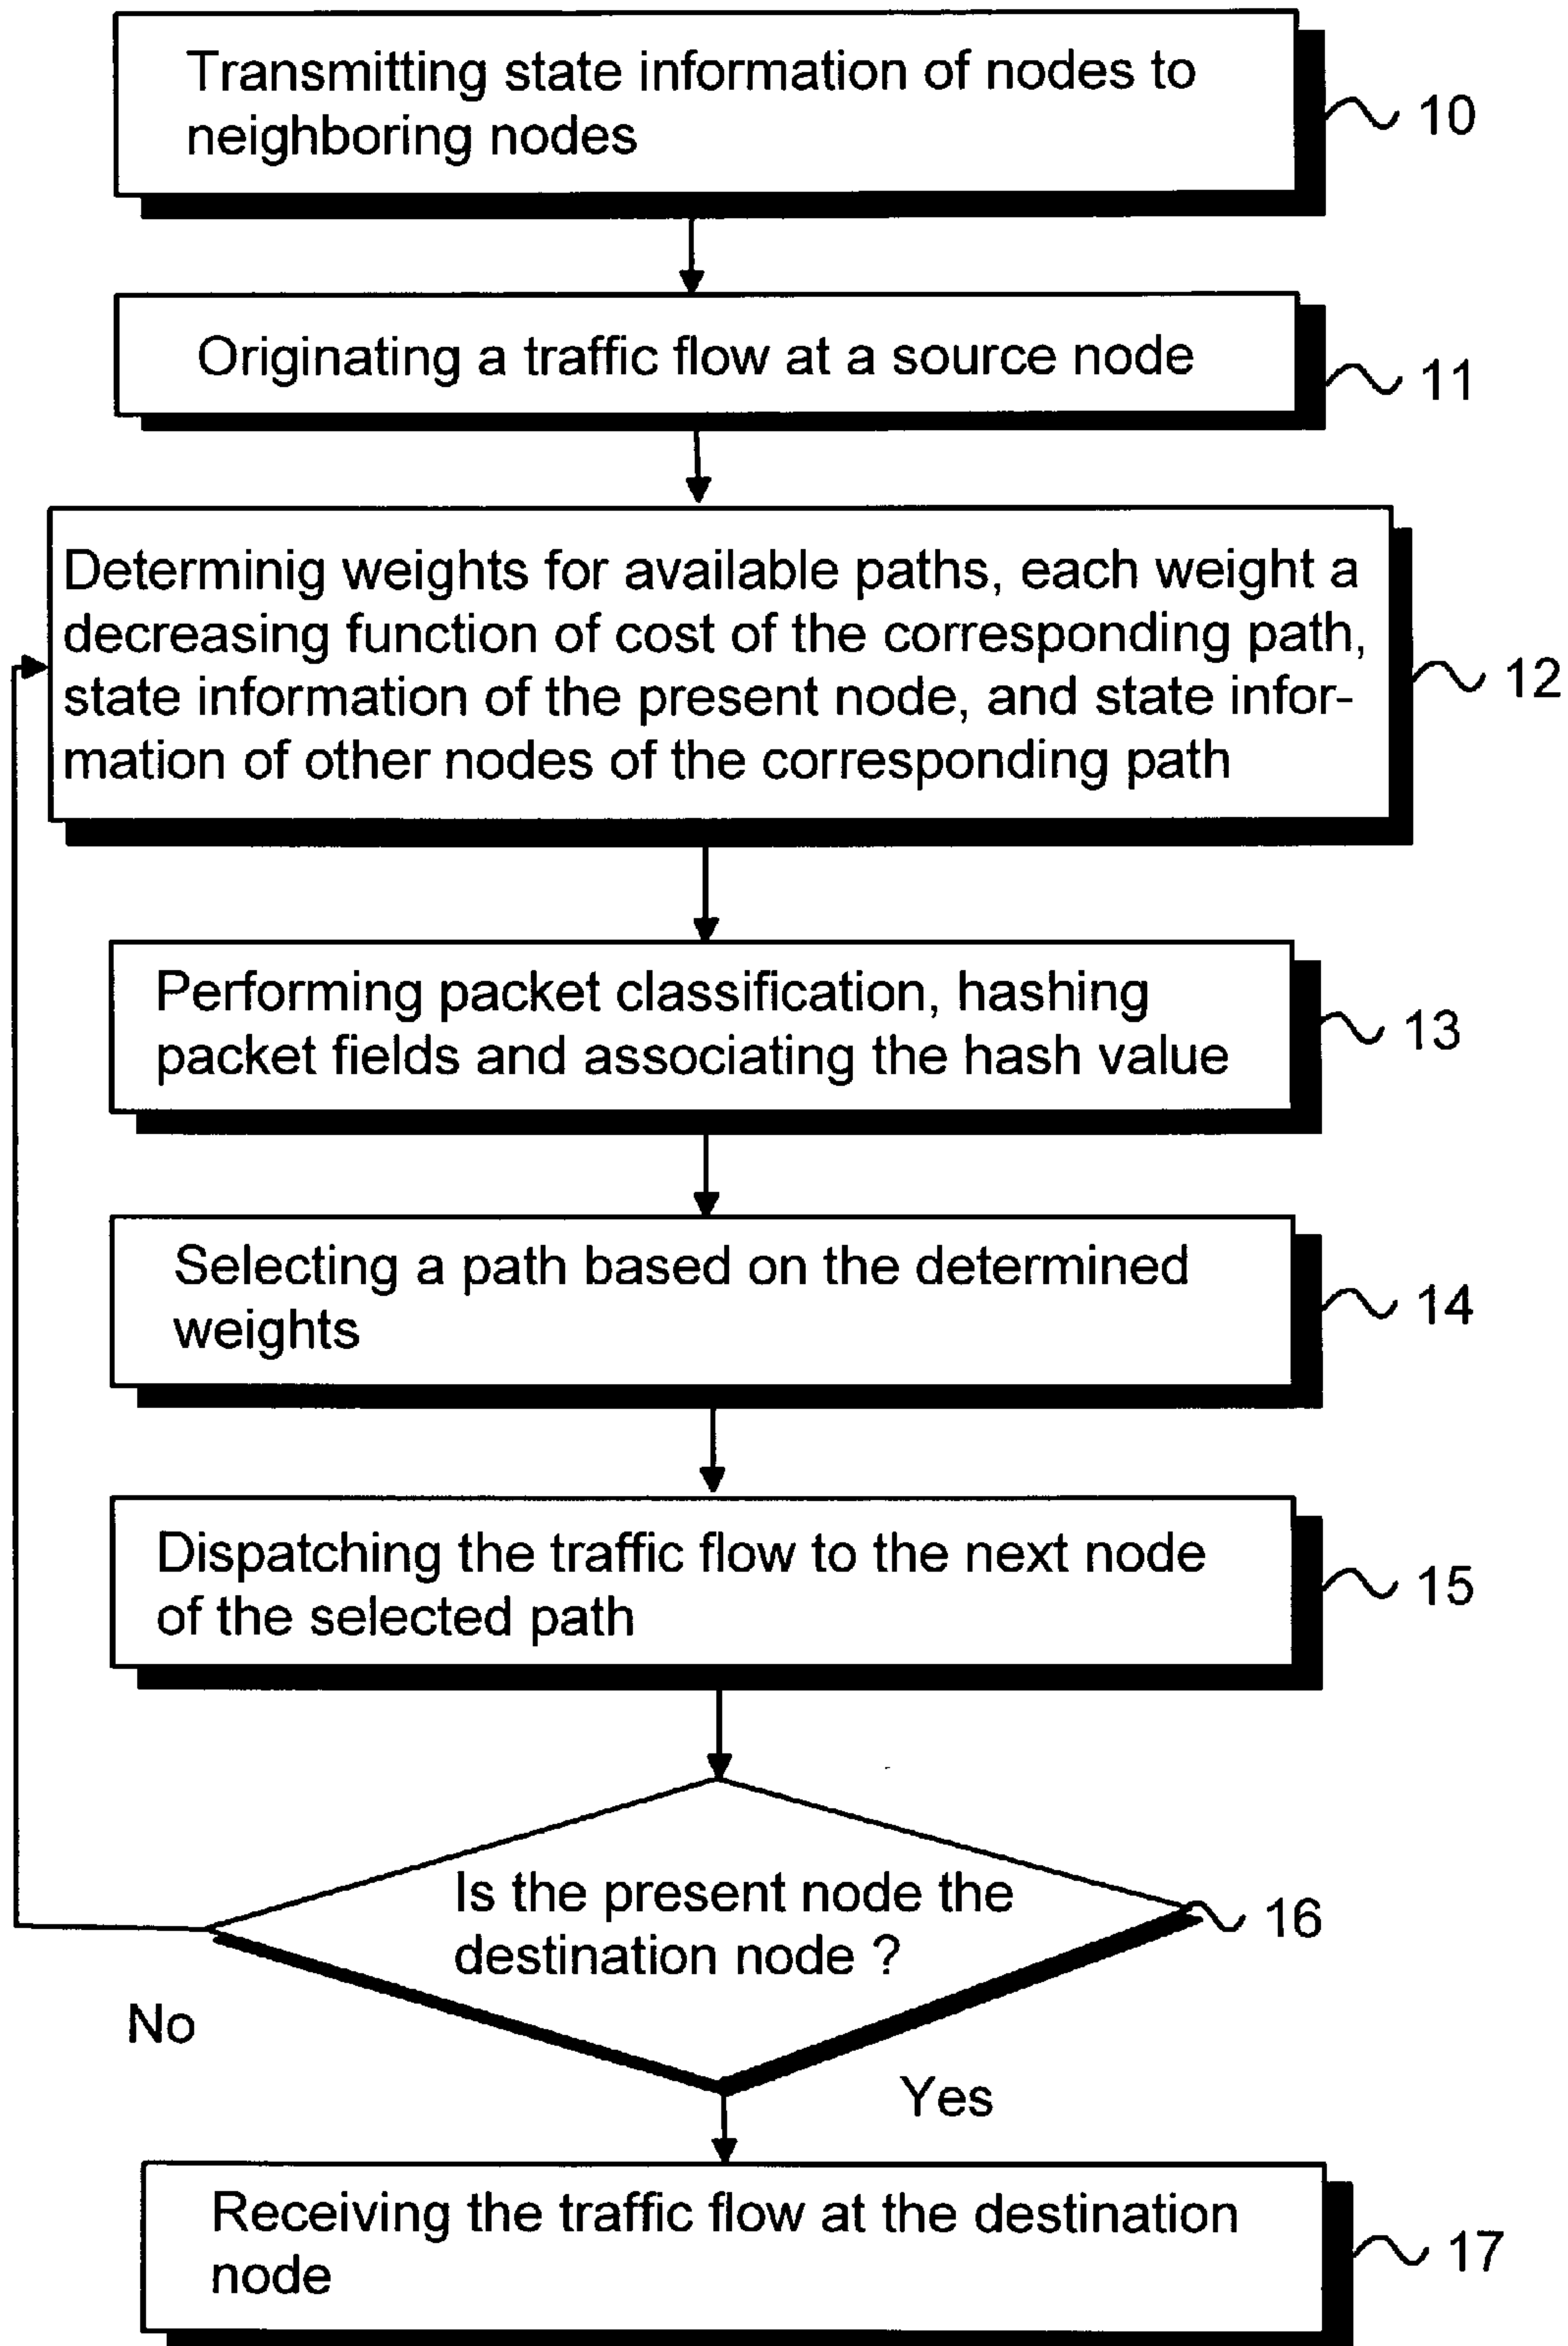 Transmitting state information of nodes to
neighboring nodes
10
Originating a traffic flow at a source node
11
Determinig weights for available paths, each weight a
decreasing function of cost of the corresponding path,
state information of the present node, and state infor-
mation of other nodes of the corresponding path
12
Performing packet classification, hashing
packet fields and associating the hash value
13
Selecting a path based on the determined
weights
14
Dispatching the traffic flow to the next node
of the selected path
15
Is the present node the
destination node ?
16
No
Yes
Receiving the traffic flow at the destination
node
17